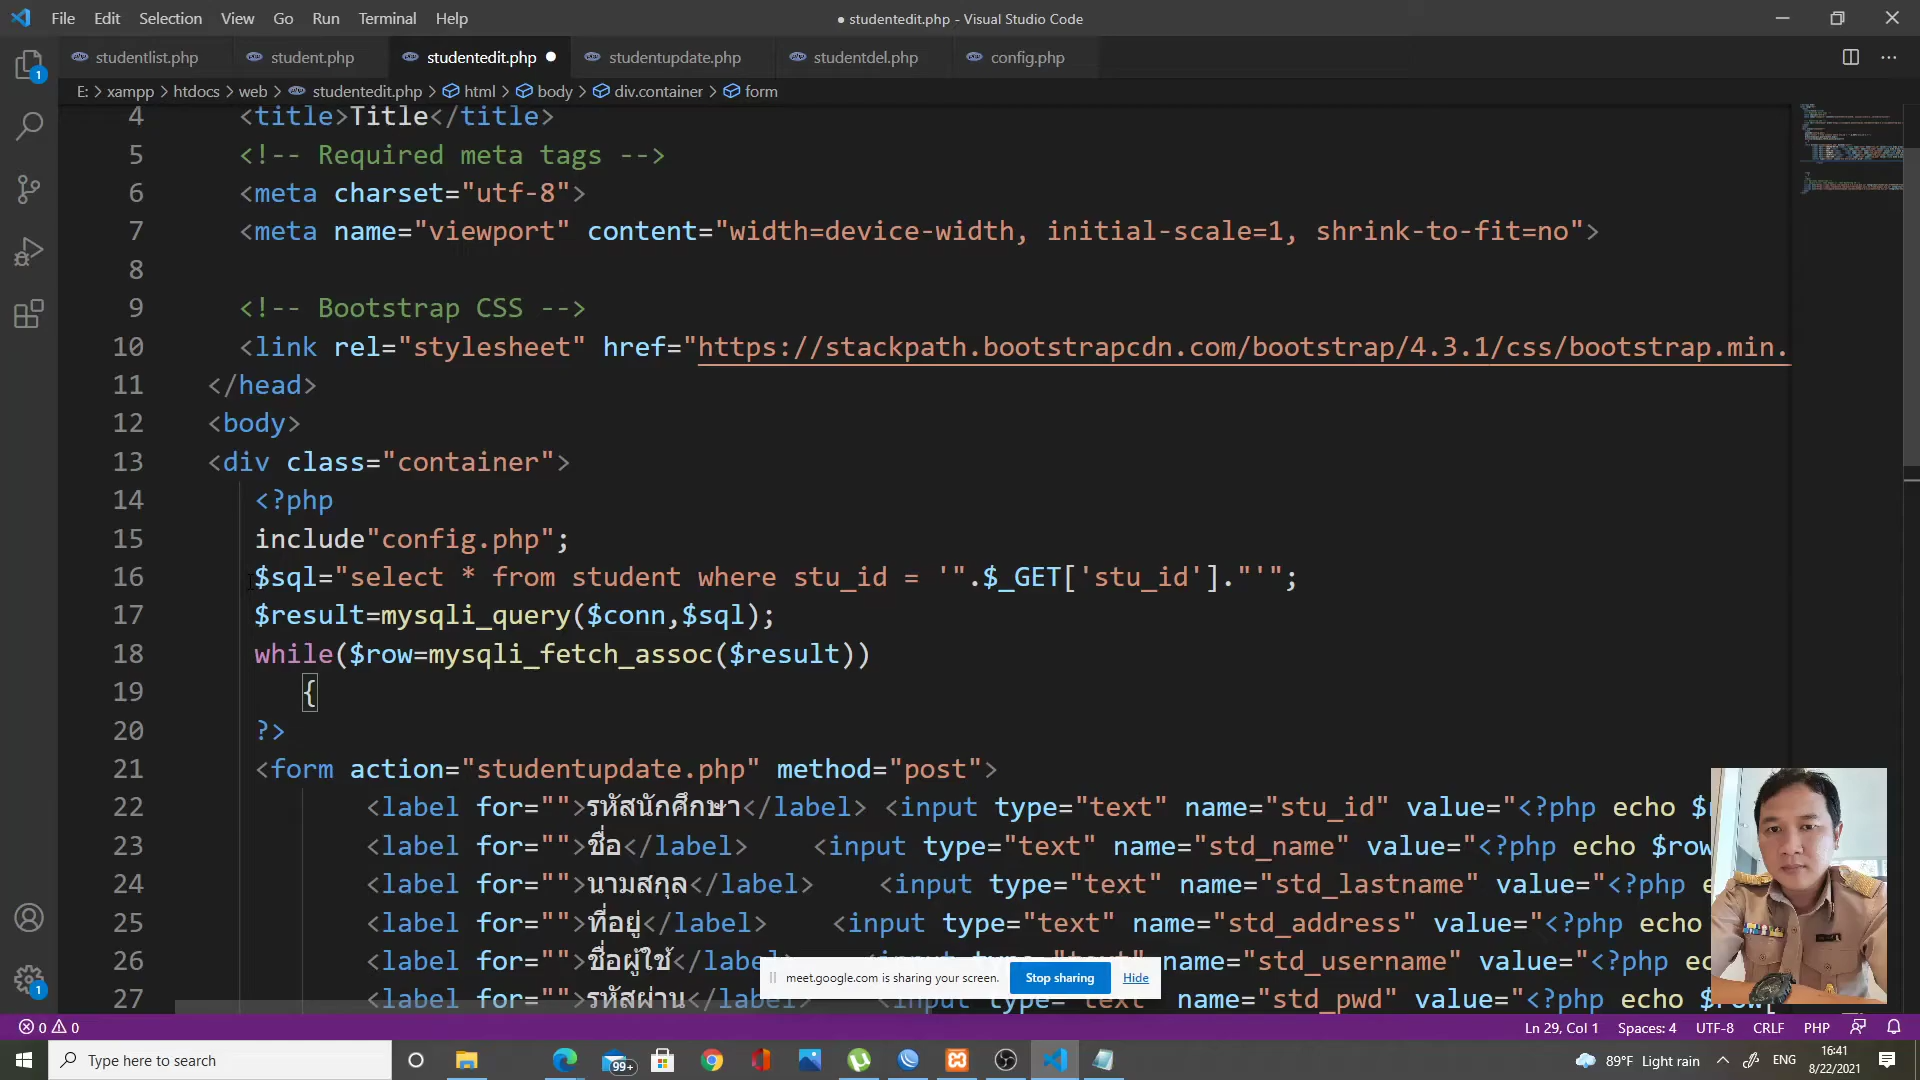 File Edit Selection View Go Run Terminal Help
● studentedit.php - Visual Studio Code
studentlist.php student.php studentedit.php ● studentupdate.php studentdel.php config.php
E: > xampp > htdocs > web > studentedit.php > html > body > div.container > form
4 <title>Title</title>
5 <!-- Required meta tags -->
6 <meta charset="utf-8">
7 <meta name="viewport" content="width=device-width, initial-scale=1, shrink-to-fit=no">
8
9 <!-- Bootstrap CSS -->
10 <link rel="stylesheet" href="https://stackpath.bootstrapcdn.com/bootstrap/4.3.1/css/bootstrap.min.
11 </head>
12 <body>
13 <div class="container">
14 <?php
15 include"config.php";
16 $sql="select * from student where stu_id = '".$_GET['stu_id']."'";
17 $result=mysqli_query($conn,$sql);
18 while($row=mysqli_fetch_assoc($result))
19 {
20 ?>
21 <form action="studentupdate.php" method="post">
22 <label for="">รหัสนักศึกษา</label> <input type="text" name="stu_id" value="<?php echo $r
23 <label for="">ชื่อ</label> <input type="text" name="std_name" value="<?php echo $row
24 <label for="">นามสกุล</label> <input type="text" name="std_lastname" value="<?php e
25 <label for="">ที่อยู่</label> <input type="text" name="std_address" value="<?php echo
26 <label for="">ชื่อผู้ใช้</labe name="std_username" value="<?php ec
27 <label for="">รหัสผ่าน</label> input type="text" name="std_pwd" value="<?php echo $row[
meet.google.com is sharing your screen. Stop sharing Hide
0 0 Ln 29, Col 1 Spaces: 4 UTF-8 CRLF PHP
Type here to search 99+ 89°F Light rain ENG 16:41
8/22/2021